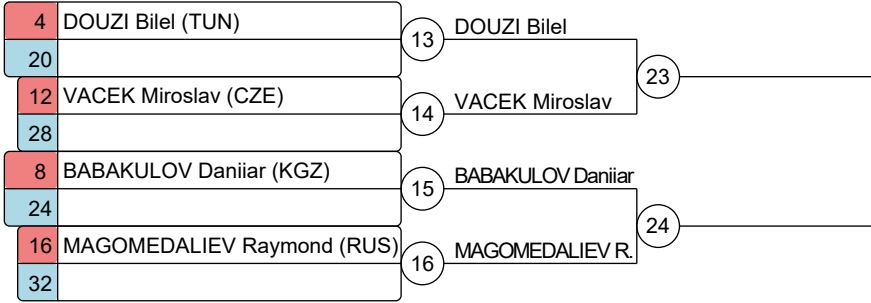 4 DOUZI Bilel (TUN)
20
13 DOUZI Bilel
12 VACEK Miroslav (CZE)
28
14 VACEK Miroslav
23
8 BABAKULOV Daniiar (KGZ)
24
15 BABAKULOV Daniiar
16 MAGOMEDALIEV Raymond (RUS)
32
16 MAGOMEDALIEV R.
24